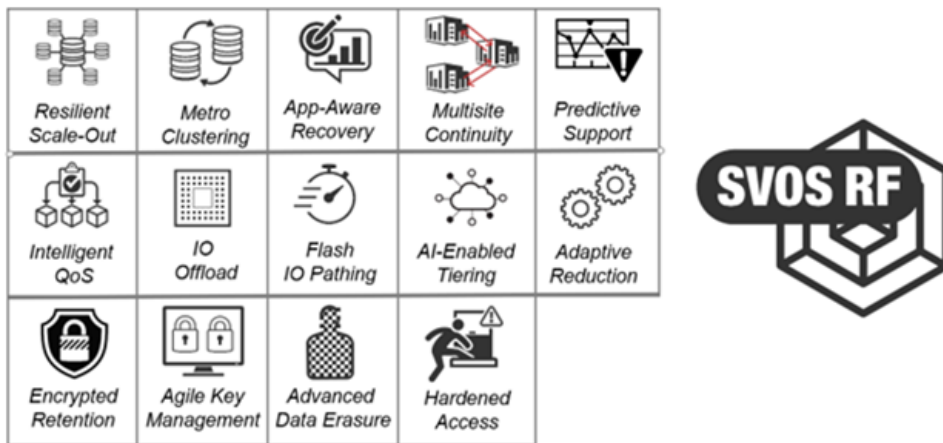 Resilient
Scale-Out
Metro
Clustering
App-Aware
Recovery
Multisite
Continuity
Predictive
Support
Intelligent
QoS
IO
Offload
Flash
IO Pathing
AI-Enabled
Tiering
Adaptive
Reduction
Encrypted
Retention
Agile Key
Management
Advanced
Data Erasure
Hardened
Access
SVOS RF